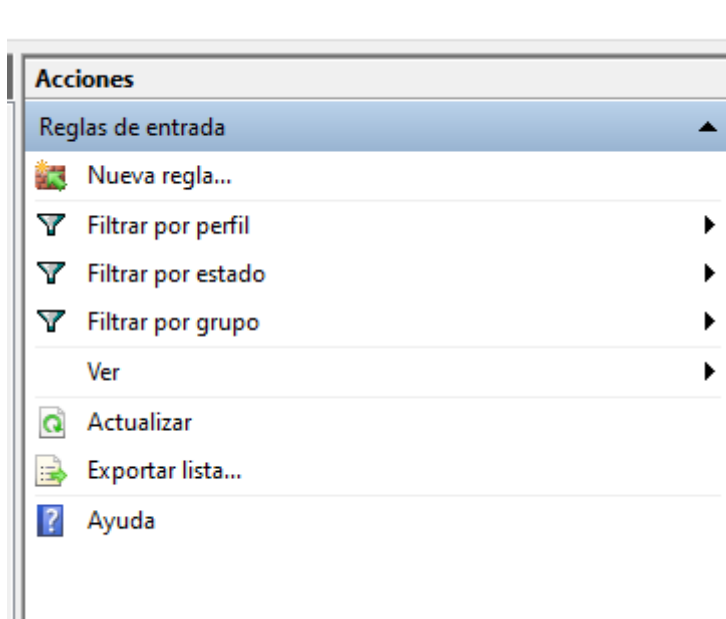 Acciones
Reglas de entrada
Nueva regla...
Filtrar por perfil
Filtrar por estado
Filtrar por grupo
Ver
Actualizar
Exportar lista...
Ayuda